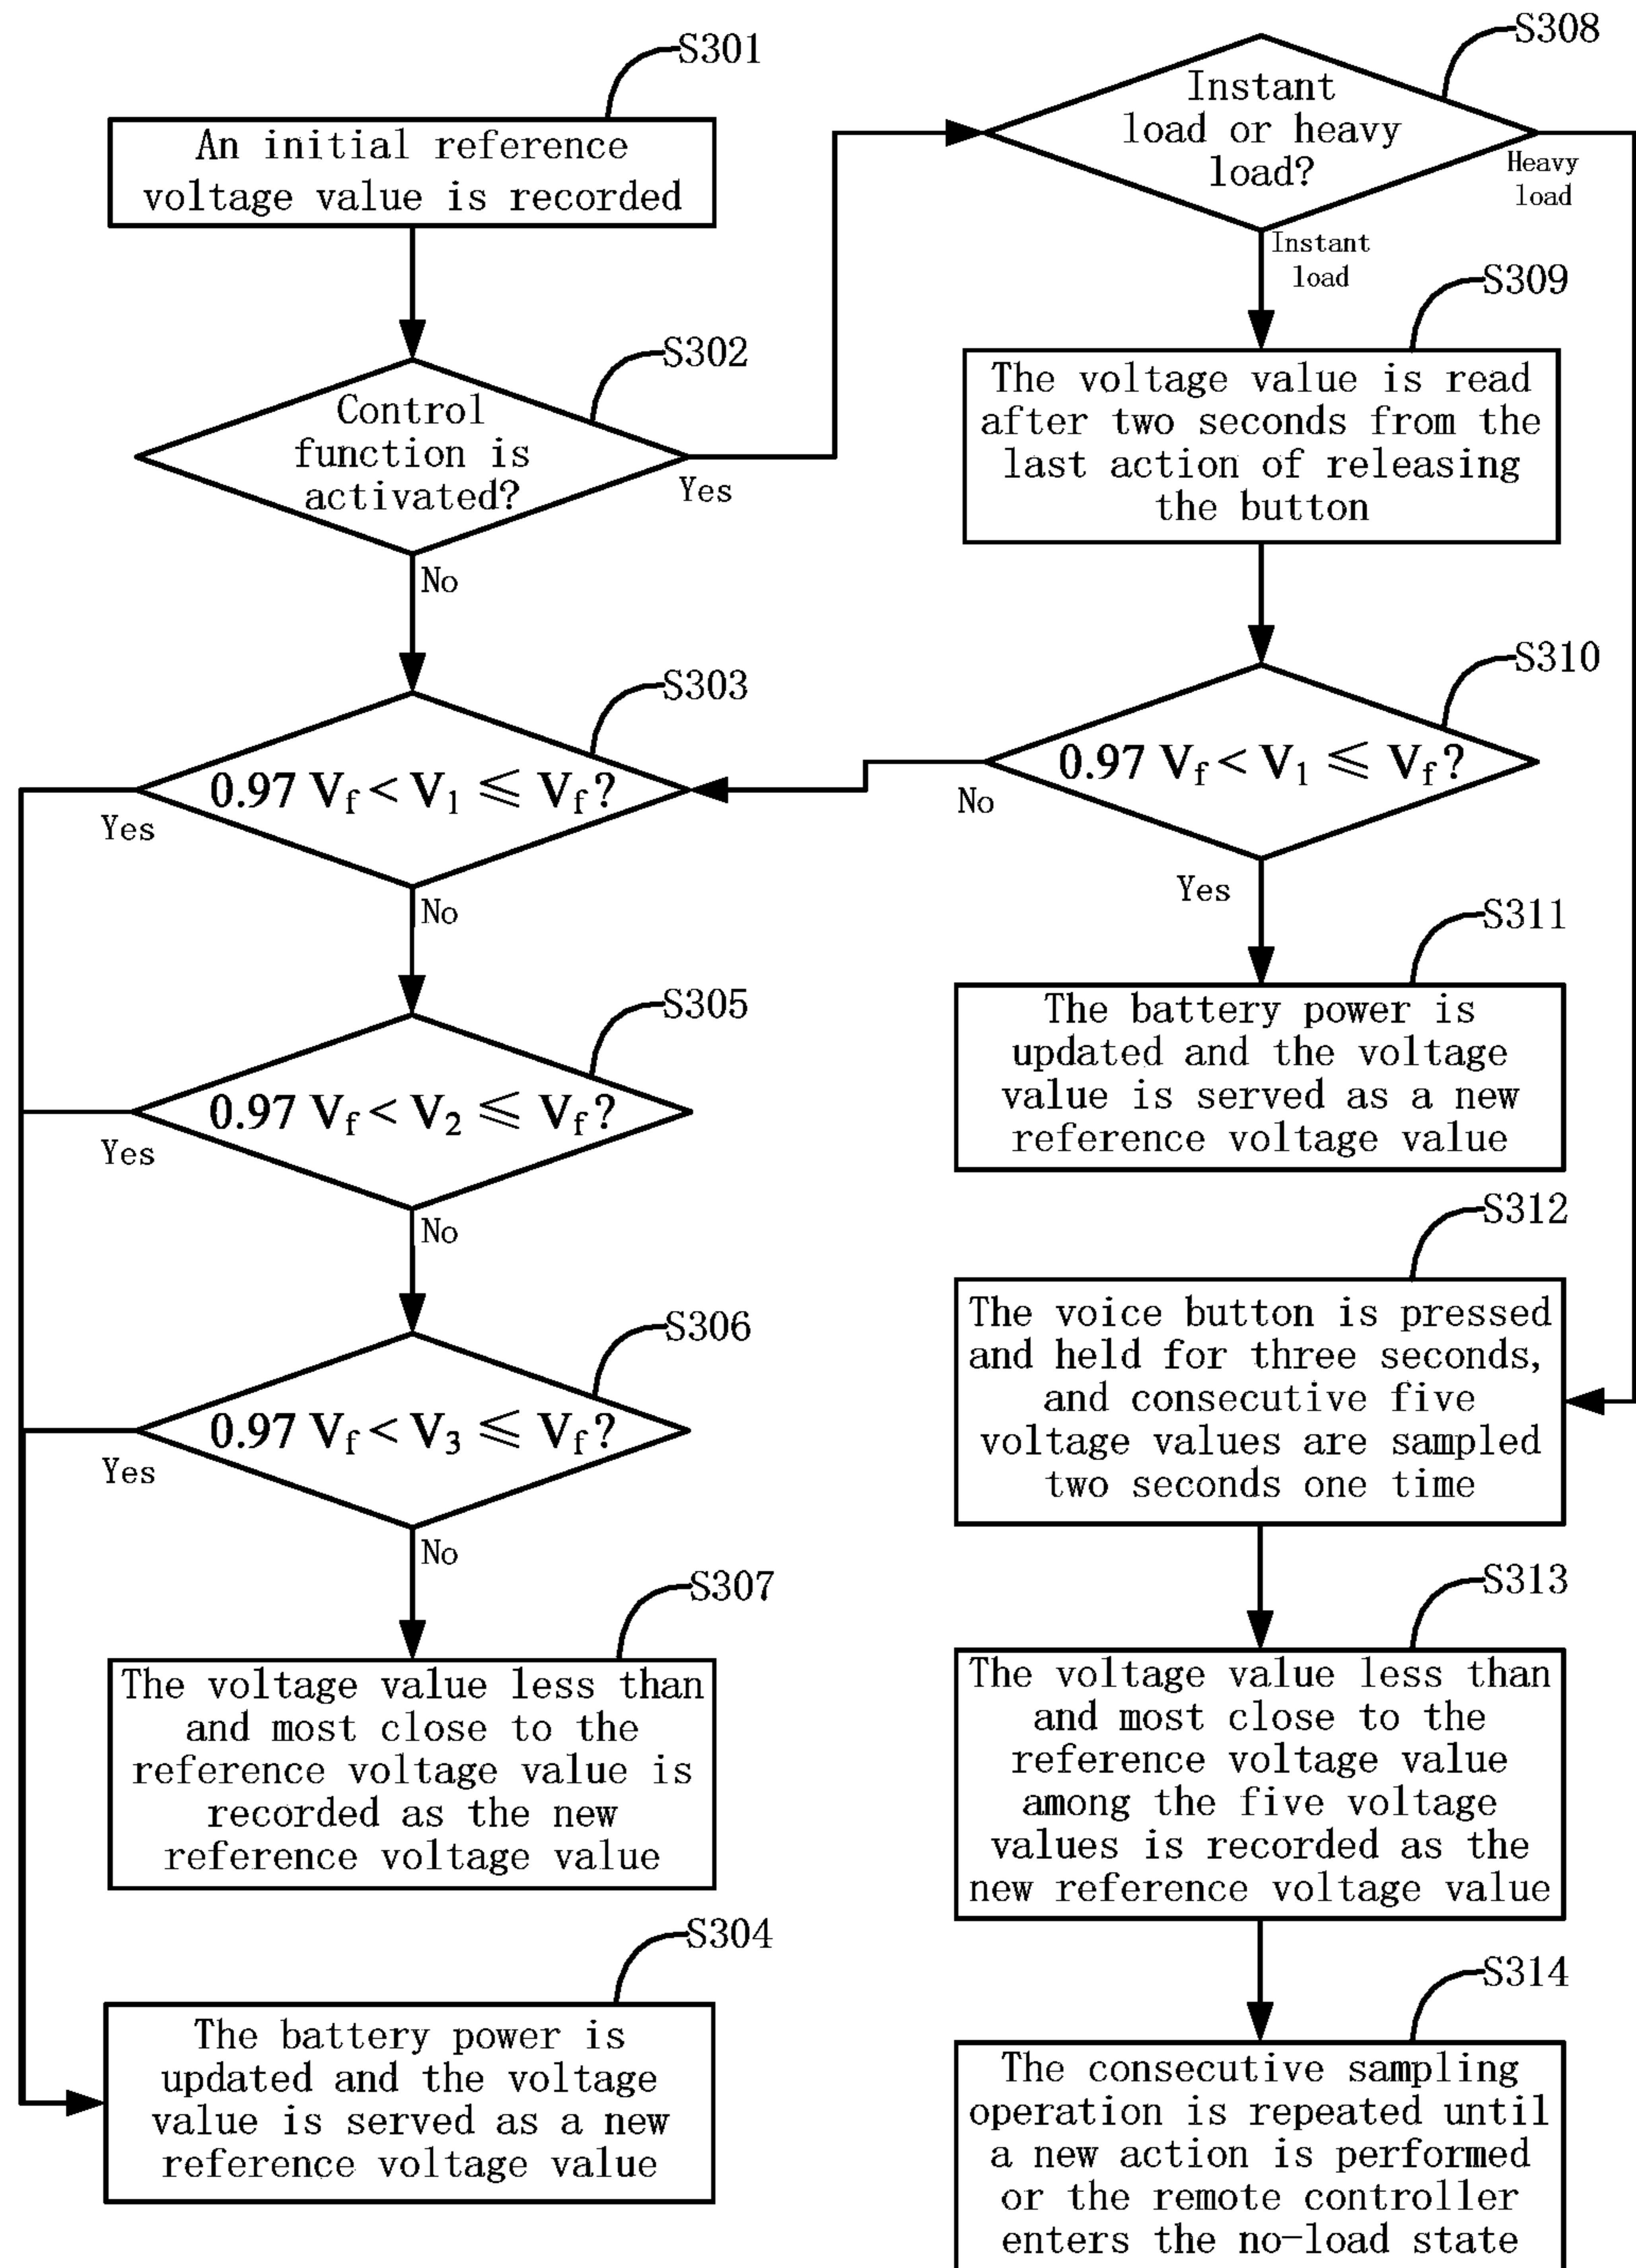 S301
An initial reference
voltage value is recorded
S302
Control
function is
activated?
Yes
No
S303
0.97 Vf < V1 ≤ Vf?
Yes
No
S305
0.97 Vf < V2 ≤ Vf?
Yes
No
S306
0.97 Vf < V3 ≤ Vf?
Yes
No
S307
The voltage value less than
and most close to the
reference voltage value is
recorded as the new
reference voltage value
S304
The battery power is
updated and the voltage
value is served as a new
reference voltage value
S308
Instant
load or heavy
load?
Heavy
load
Instant
load
S309
The voltage value is read
after two seconds from the
last action of releasing
the button
S310
0.97 Vf < V1 ≤ Vf?
No
Yes
S311
The battery power is
updated and the voltage
value is served as a new
reference voltage value
S312
The voice button is pressed
and held for three seconds,
and consecutive five
voltage values are sampled
two seconds one time
S313
The voltage value less than
and most close to the
reference voltage value
among the five voltage
values is recorded as the
new reference voltage value
S314
The consecutive sampling
operation is repeated until
a new action is performed
or the remote controller
enters the no-load state